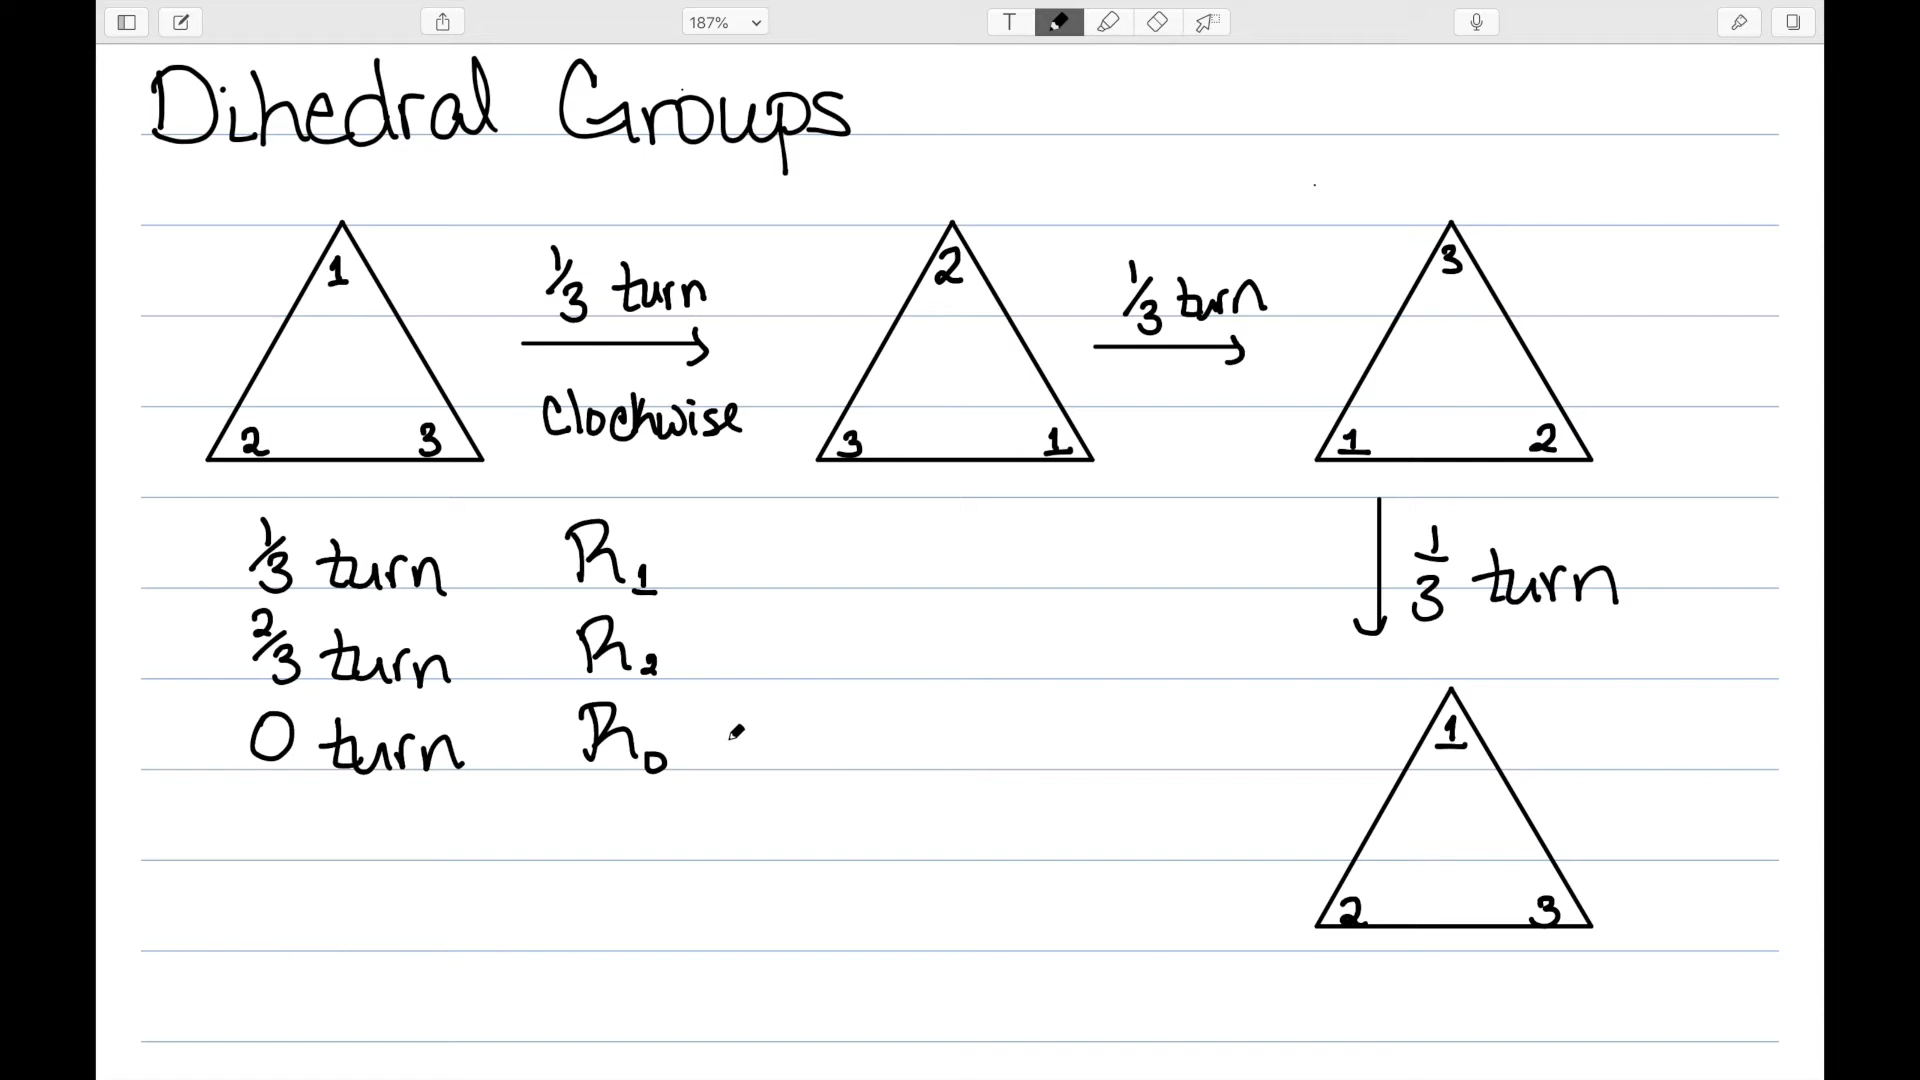 187%
T
Dihedral Groups
1
2 3
1/3 turn
Clockwise
2
3 1
1/3 turn
3
1 2
1/3 turn R1
2/3 turn R2
0 turn R0
1/3 turn
1
2 3